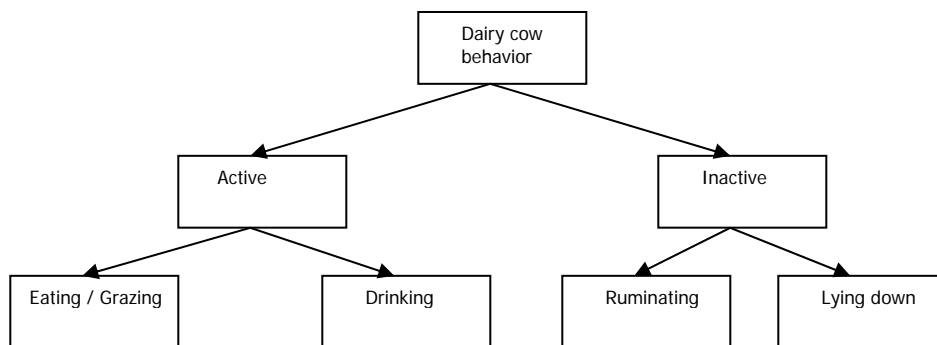 Dairy cow
behavior
Active
Inactive
Eating / Grazing
Drinking
Ruminating
Lying down